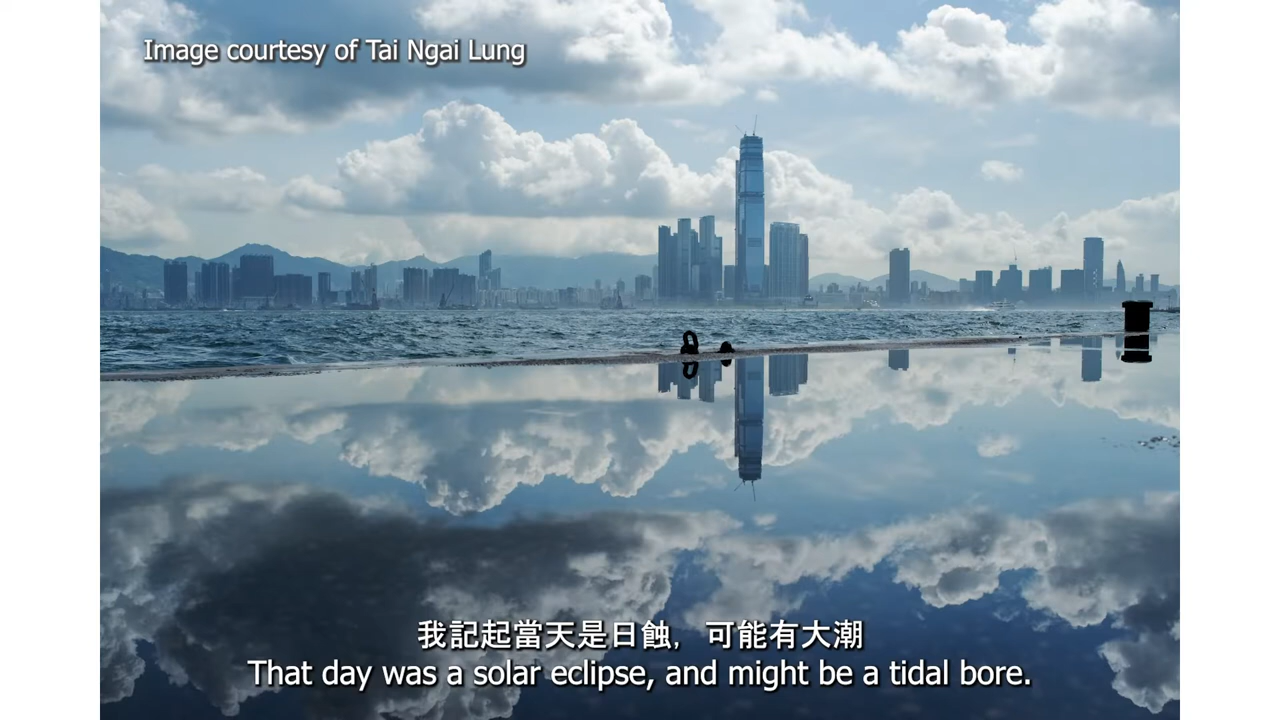 Image courtesy of Tai Ngai Lung
我記起當天是日蝕，可能有大潮
That day was a solar eclipse, and might be a tidal bore.